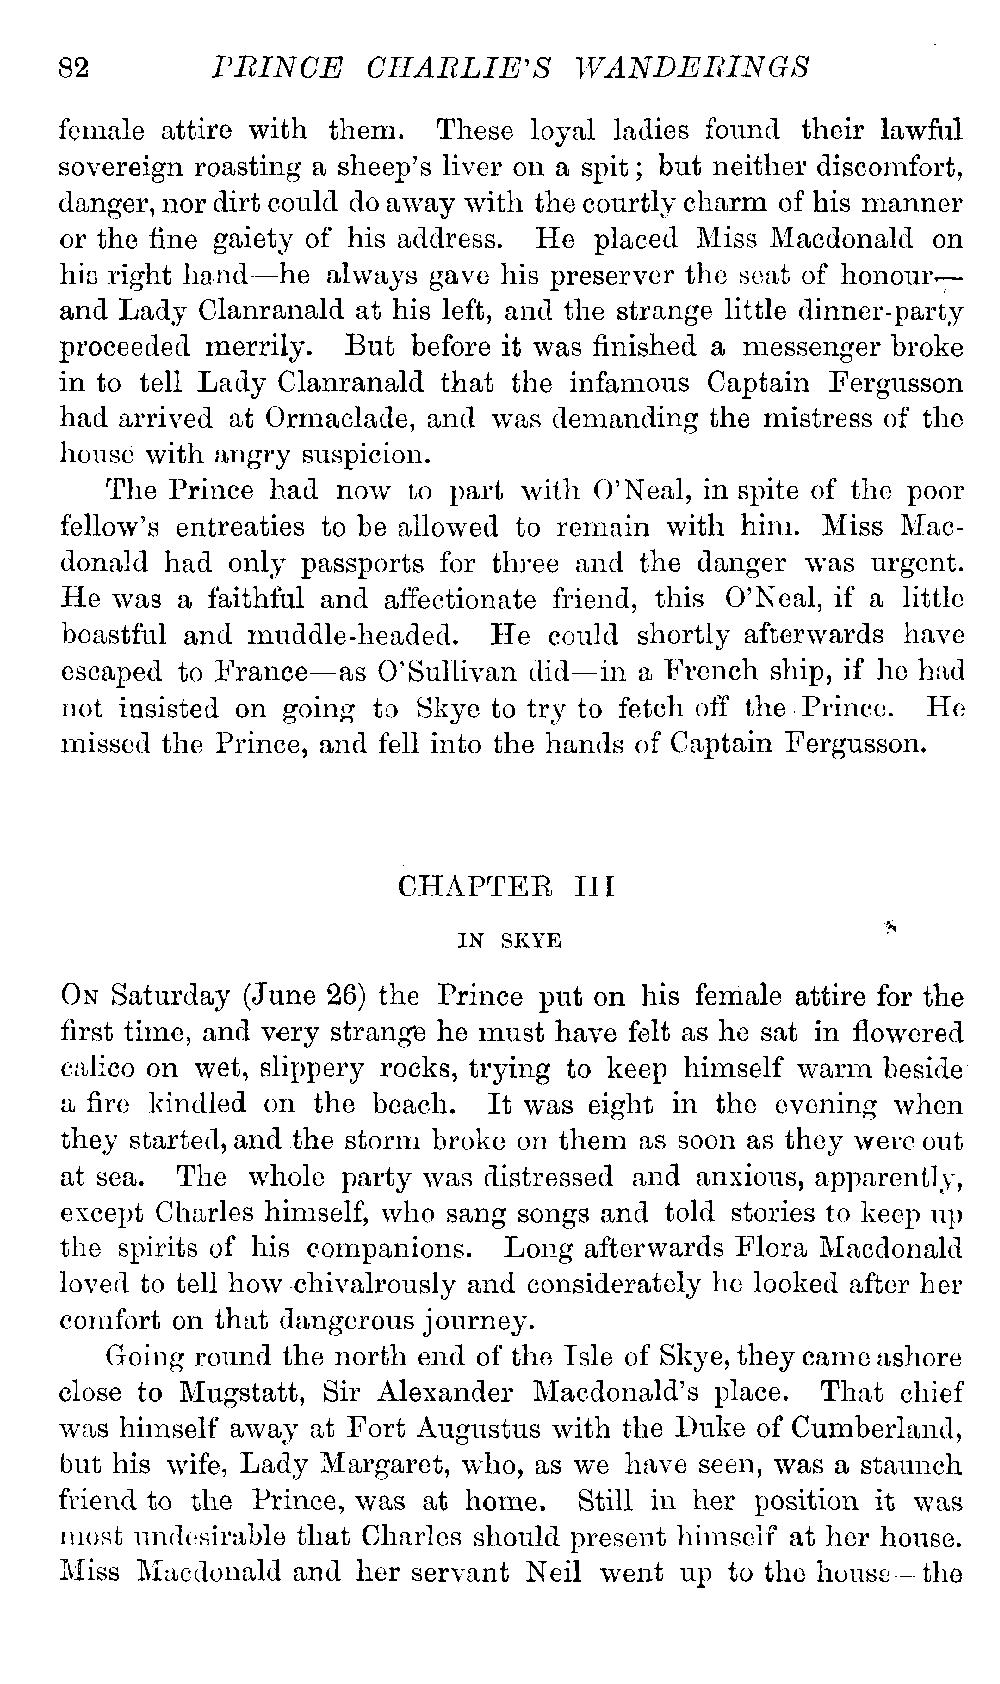 82 PRINCE CHARLIE'S WANDERINGS
female attire with them. These loyal ladies found their lawful
sovereign roasting a sheep's liver on a spit; but neither discomfort,
danger, nor dirt could do away with the courtly charm of his manner
or the fine gaiety of his address. He placed Miss Macdonald on
his right hand—he always gave his preserver the seat of honour—
and Lady Clanranald at his left, and the strange little dinner-party
proceeded merrily. But before it was finished a messenger broke
in to tell Lady Clanranald that the infamous Captain Fergusson
had arrived at Ormaclade, and was demanding the mistress of the
house with angry suspicion.
The Prince had now to part with O'Neal, in spite of the poor
fellow's entreaties to be allowed to remain with him. Miss Mac-
donald had only passports for three and the danger was urgent.
He was a faithful and affectionate friend, this O'Neal, if a little
boastful and muddle-headed. He could shortly afterwards have
escaped to France—as O'Sullivan did—in a French ship, if he had
not insisted on going to Skye to try to fetch off the Prince. He
missed the Prince, and fell into the hands of Captain Fergusson.
CHAPTER III
IN SKYE
ON Saturday (June 26) the Prince put on his female attire for the
first time, and very strange he must have felt as he sat in flowered
calico on wet, slippery rocks, trying to keep himself warm beside
a fire kindled on the beach. It was eight in the evening when
they started, and the storm broke on them as soon as they were out
at sea. The whole party was distressed and anxious, apparently,
except Charles himself, who sang songs and told stories to keep up
the spirits of his companions. Long afterwards Flora Macdonald
loved to tell how chivalrously and considerately he looked after her
comfort on that dangerous journey.
Going round the north end of the Isle of Skye, they came ashore
close to Mugstatt, Sir Alexander Macdonald's place. That chief
was himself away at Fort Augustus with the Duke of Cumberland,
but his wife, Lady Margaret, who, as we have seen, was a staunch
friend to the Prince, was at home. Still in her position it was
most undesirable that Charles should present himself at her house.
Miss Macdonald and her servant Neil went up to the house—the